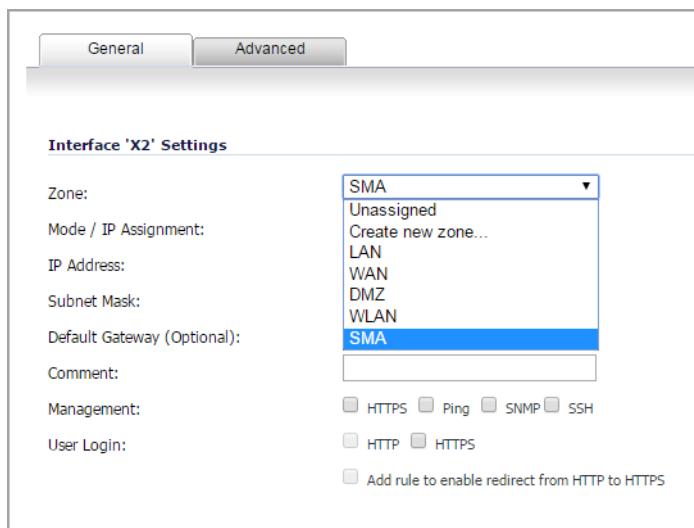 General Advanced
Interface 'X2' Settings
Zone: SMA
Unassigned
Mode / IP Assignment: Create new zone...
LAN
IP Address: WAN
Subnet Mask: DMZ
WLAN
Default Gateway (Optional): SMA
Comment:
Management: HTTPS Ping SNMP SSH
User Login: HTTP HTTPS
Add rule to enable redirect from HTTP to HTTPS